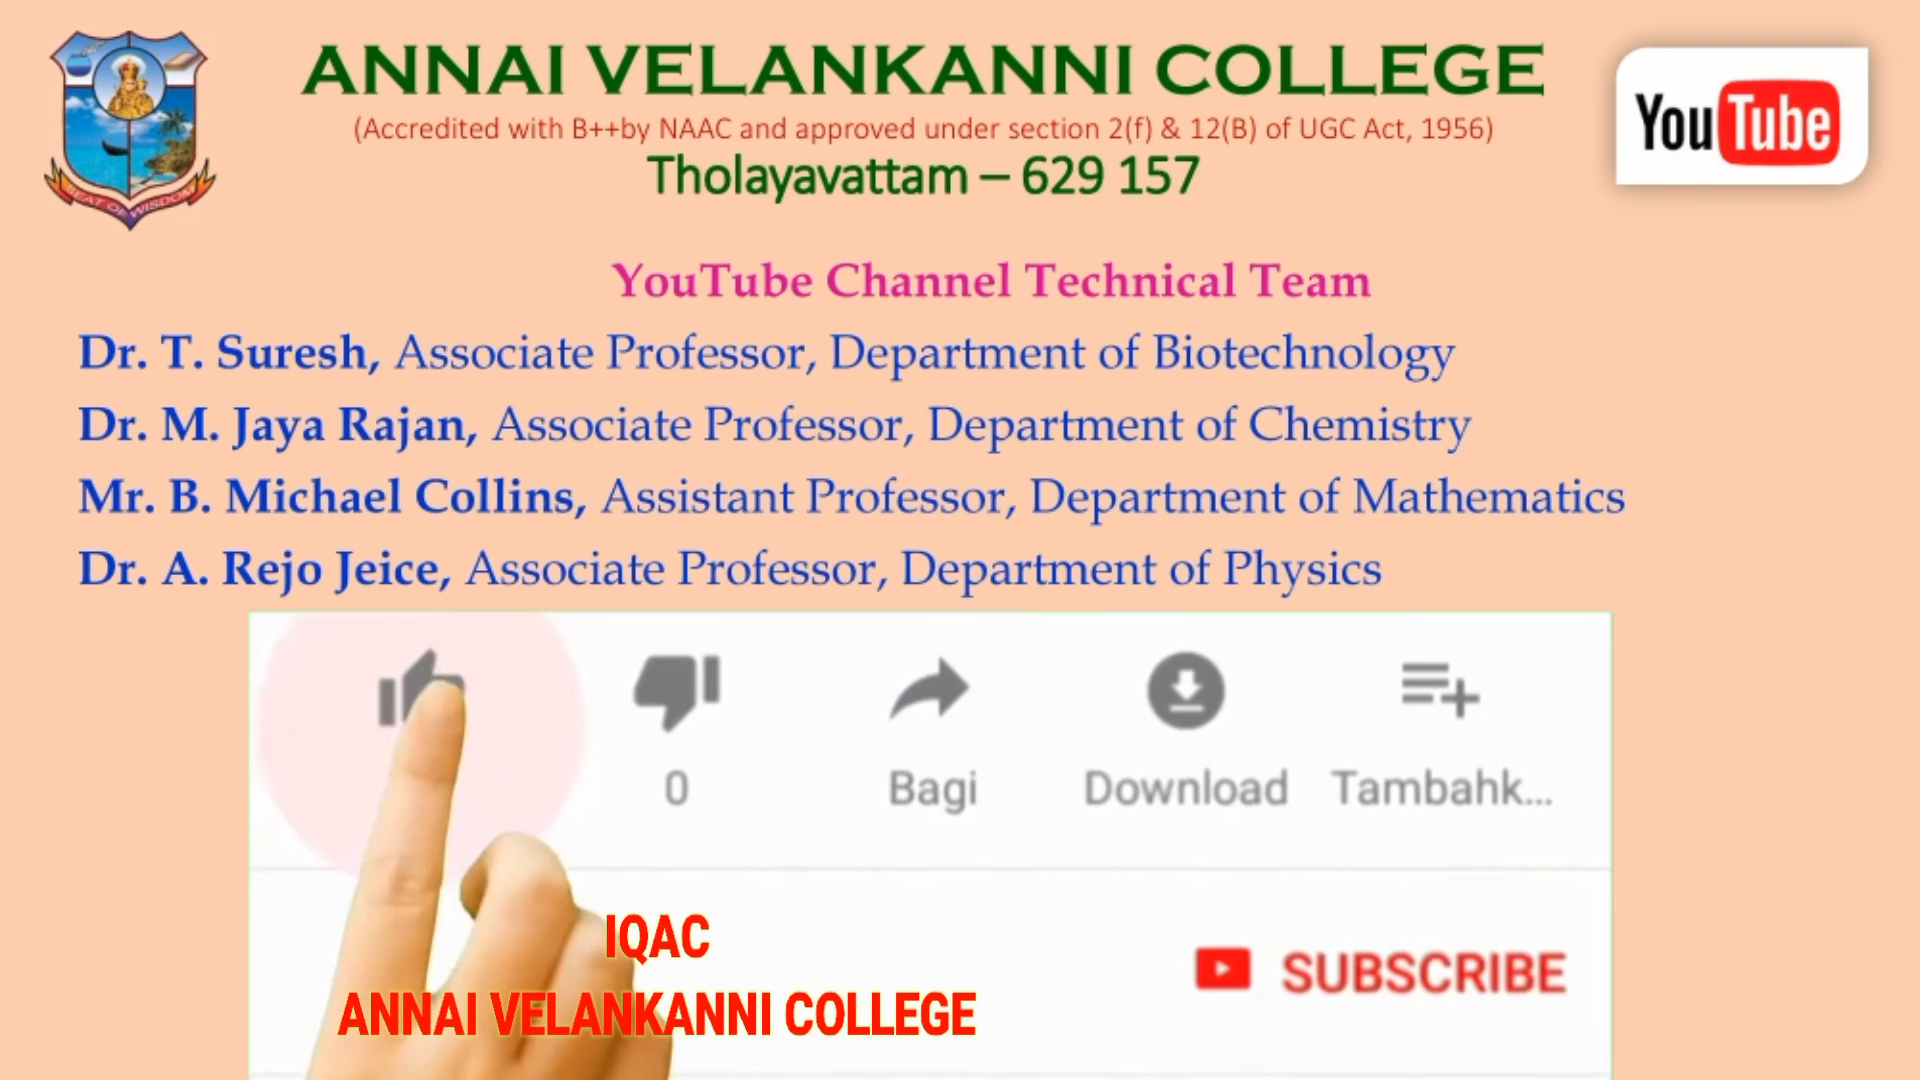 ANNAI VELANKANNI COLLEGE
(Accredited with B++by NAAC and approved under section 2(f) & 12(B) of UGC Act, 1956)
Tholayavattam – 629 157
YouTube
SEAT OF WISDOM
YouTube Channel Technical Team
Dr. T. Suresh, Associate Professor, Department of Biotechnology
Dr. M. Jaya Rajan, Associate Professor, Department of Chemistry
Mr. B. Michael Collins, Assistant Professor, Department of Mathematics
Dr. A. Rejo Jeice, Associate Professor, Department of Physics
0 Bagi Download Tambahk...
IQAC
SUBSCRIBE
ANNAI VELANKANNI COLLEGE